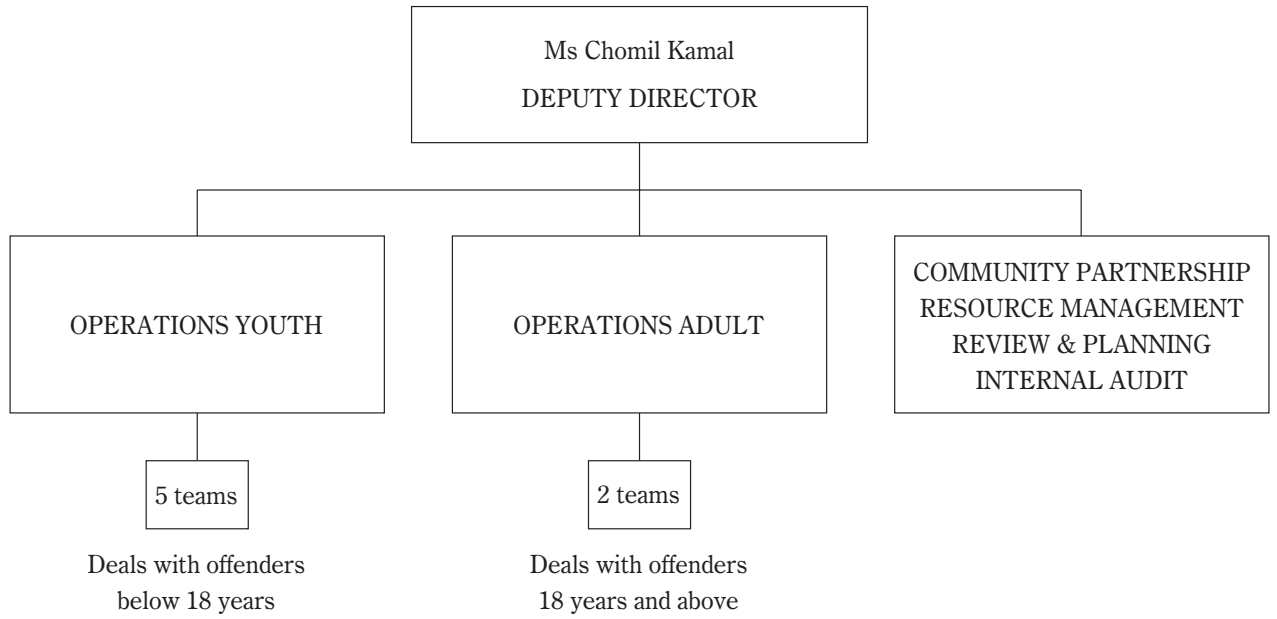 Ms Chomil Kamal
DEPUTY DIRECTOR
OPERATIONS YOUTH
OPERATIONS ADULT
COMMUNITY PARTNERSHIP
RESOURCE MANAGEMENT
REVIEW & PLANNING
INTERNAL AUDIT
5 teams
2 teams
Deals with offenders
below 18 years
Deals with offenders
18 years and above